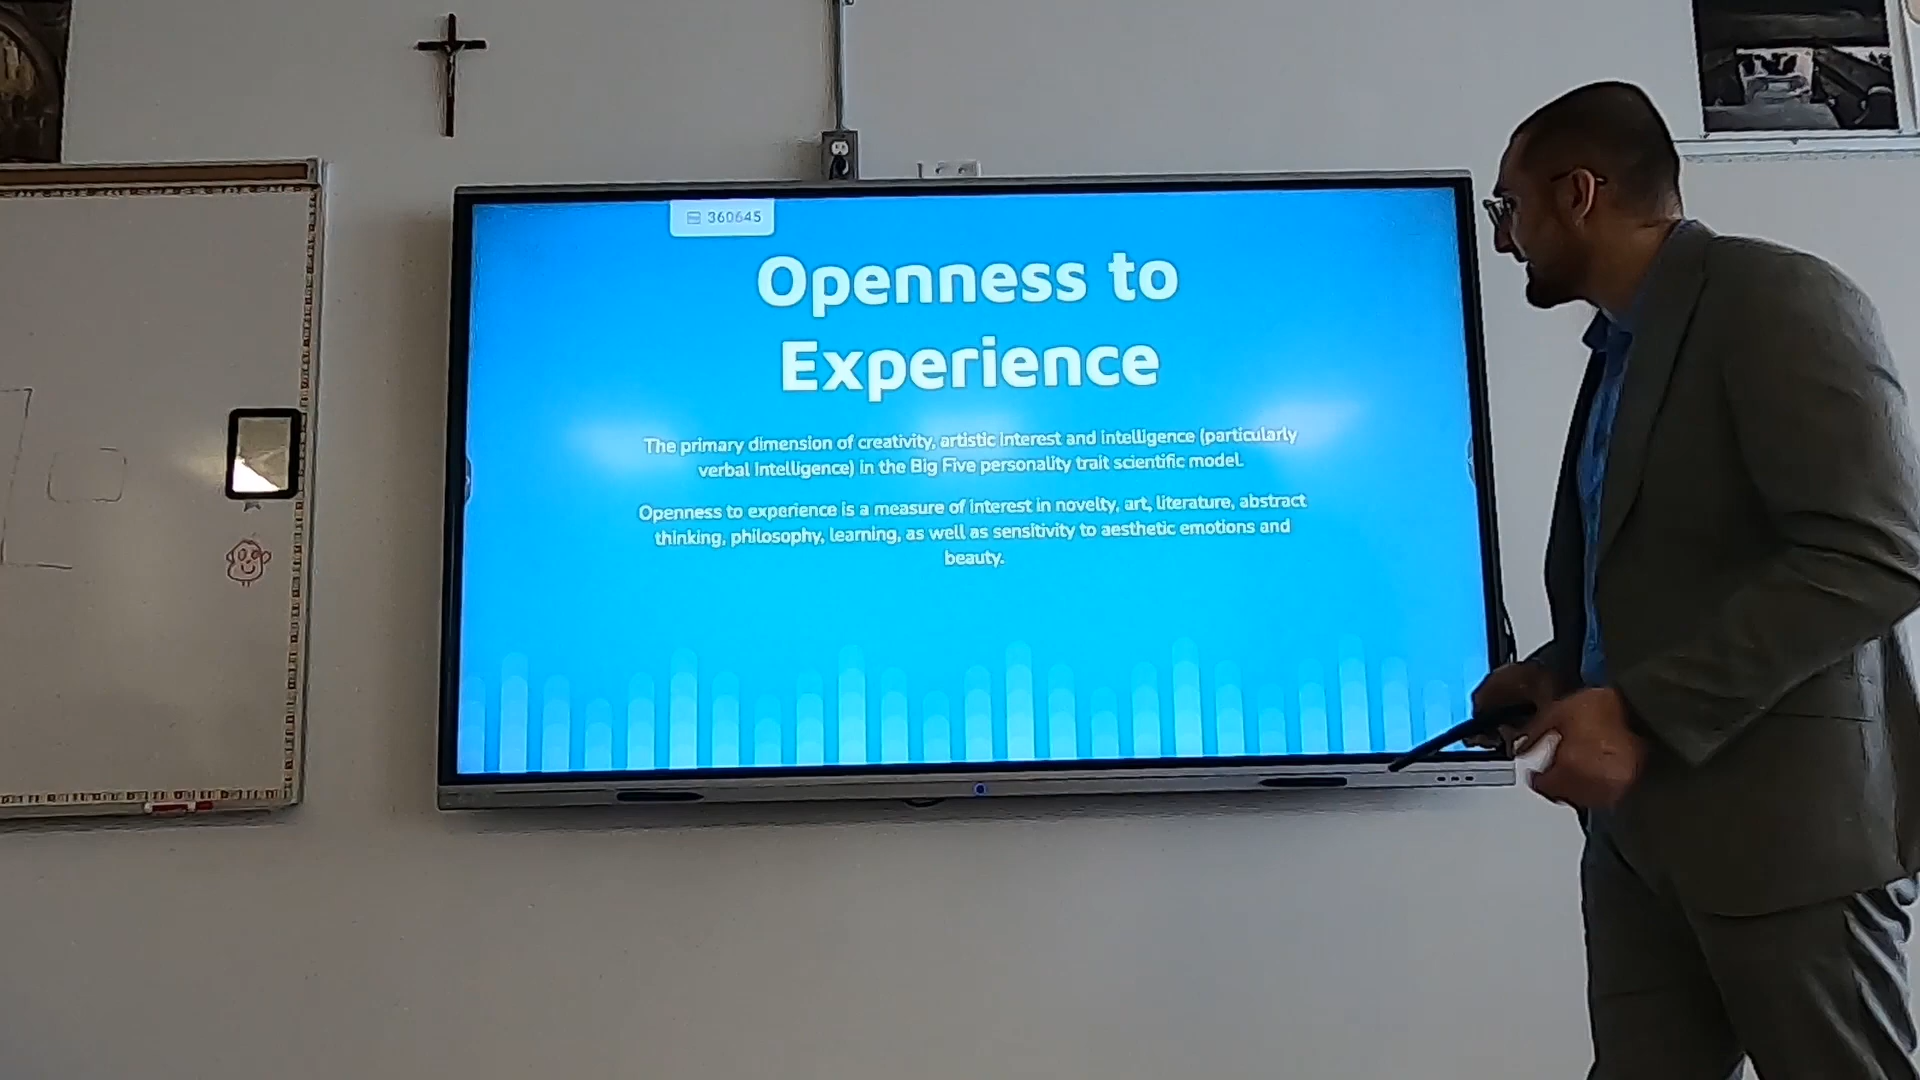 360645
Openness to
Experience
The primary dimension of creativity, artistic interest and intelligence (particularly
verbal intelligence) in the Big Five personality trait scientific model.
Openness to experience is a measure of interest in novelty, art, literature, abstract
thinking, philosophy, learning, as well as sensitivity to aesthetic emotions and
beauty.